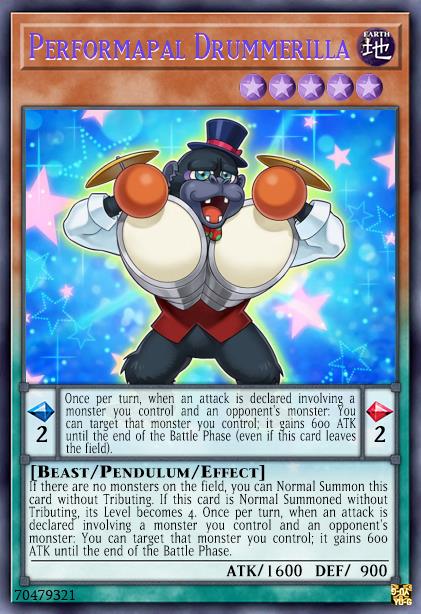 Performapal Drummerilla
EARTH
地
Once per turn, when an attack is declared involving a
monster you control and an opponent's monster: You
can target that monster you control; it gains 600 ATK
until the end of the Battle Phase (even if this card leaves
the field).
2
2
[Beast/Pendulum/Effect]
If there are no monsters on the field, you can Normal Summon this
card without Tributing. If this card is Normal Summoned without
Tributing, its Level becomes 4. Once per turn, when an attack is
declared involving a monster you control and an opponent's
monster: You can target that monster you control; it gains 600
ATK until the end of the Battle Phase.
ATK/1600 DEF/ 900
70479321